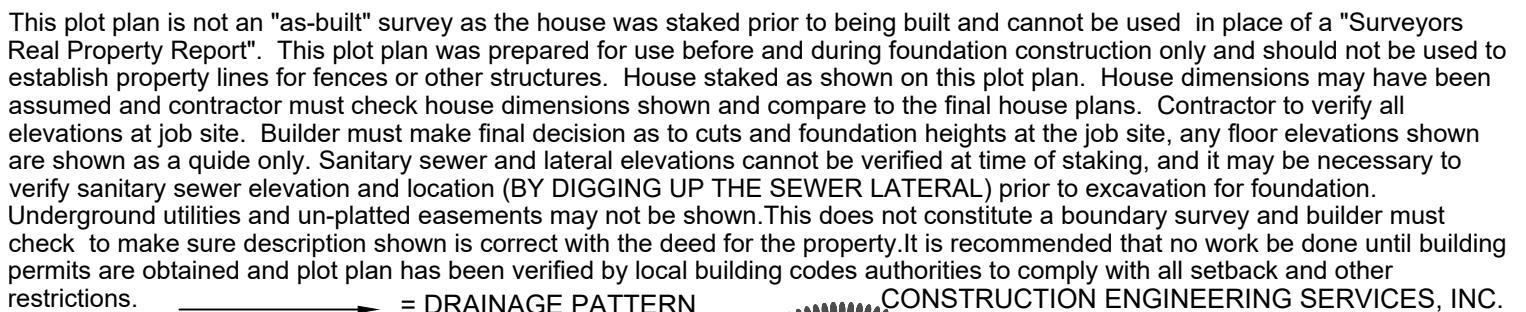 This plot plan is not an "as-built" survey as the house was staked prior to being built and cannot be used in place of a "Surveyors
Real Property Report". This plot plan was prepared for use before and during foundation construction only and should not be used to
establish property lines for fences or other structures. House staked as shown on this plot plan. House dimensions may have been
assumed and contractor must check house dimensions shown and compare to the final house plans. Contractor to verify all
elevations at job site. Builder must make final decision as to cuts and foundation heights at the job site, any floor elevations shown
are shown as a quide only. Sanitary sewer and lateral elevations cannot be verified at time of staking, and it may be necessary to
verify sanitary sewer elevation and location (BY DIGGING UP THE SEWER LATERAL) prior to excavation for foundation.
Underground utilities and un-platted easements may not be shown.This does not constitute a boundary survey and builder must
check to make sure description shown is correct with the deed for the property.It is recommended that no work be done until building
permits are obtained and plot plan has been verified by local building codes authorities to comply with all setback and other
restrictions.
= DRAINAGE PATTERN
CONSTRUCTION ENGINEERING SERVICES, INC.